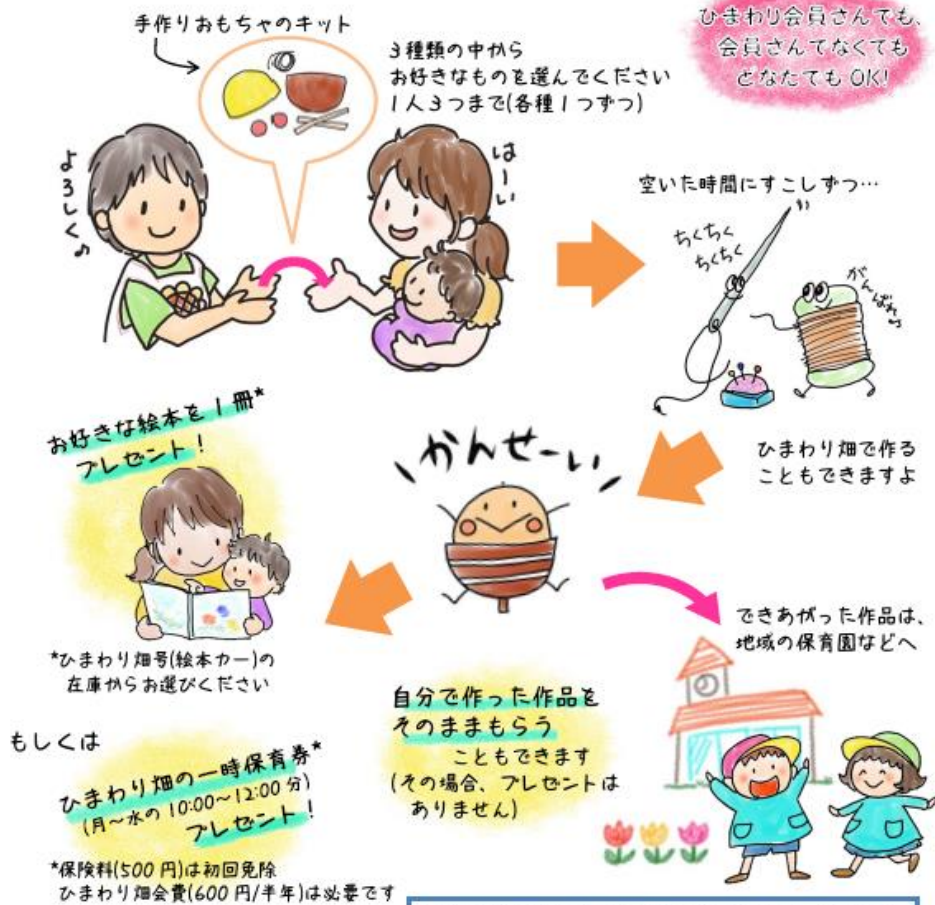 手作りおもちゃのキット
3種類の中から
お好きなものを選んでください
1人3つまで(各種1つずつ)
ひまわり会員さんでも、
会員さんでなくても
どなたでもOK!
よろしく♪
はーい
空いた時間にすこしずつ…
ちくちく
ちくちく
がんばれ♪
ひまわり畑で作る
こともできますよ
かんせーい
お好きな絵本を1冊*
プレゼント!
*ひまわり畑号(絵本カー)の
在庫からお選びください
もしくは
ひまわり畑の一時保育券*
(月～水の10:00～12:00分)
プレゼント!
*保険料(500円)は初回免除
ひまわり畑会費(600円/半年)は必要です
自分で作った作品を
そのままもらう
こともできます
(その場合、プレゼントは
ありません)
できあがった作品は、
地域の保育園などへ